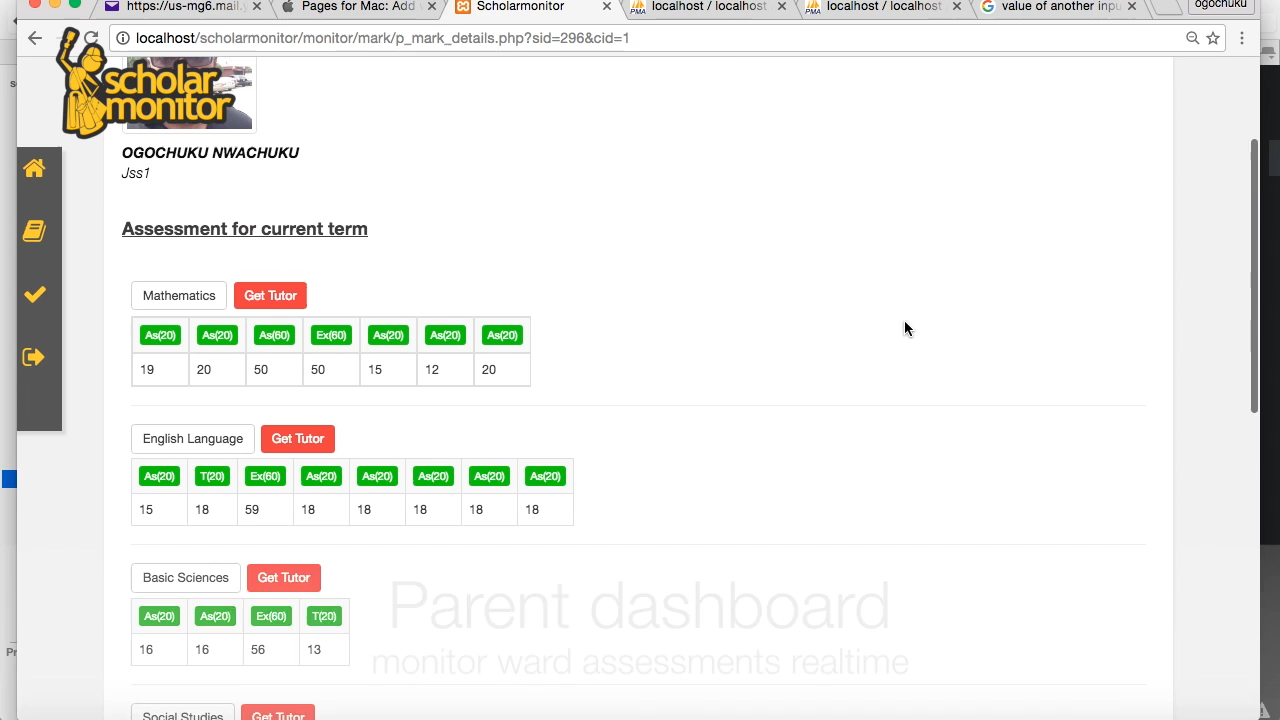 https://us-mg6.mail.y
Pages for Mac: Add
Scholarmonitor
localhost / localhost
localhost / localhost
value of another inpu
ogochuku
localhost/scholarmonitor/monitor/mark/p_mark_details.php?sid=296&cid=1
scholar
monitor
OGOCHUKU NWACHUKU
Jss1
Assessment for current term
Mathematics Get Tutor
As(20) As(20) As(60) Ex(60) As(20) As(20) As(20)
19 20 50 50 15 12 20
English Language Get Tutor
As(20) T(20) Ex(60) As(20) As(20) As(20) As(20) As(20)
15 18 59 18 18 18 18 18
Basic Sciences Get Tutor
As(20) As(20) Ex(60) T(20)
16 16 56 13
Parent dashboard
monitor ward assessments realtime
Social Studies Get Tutor